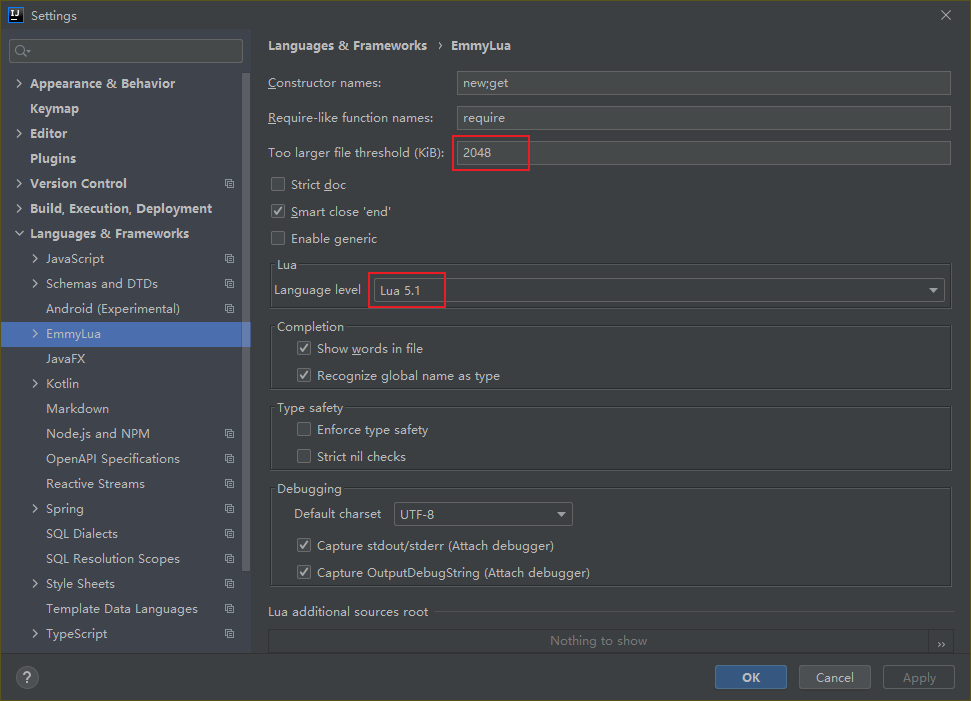 Settings
Appearance & Behavior
Keymap
Editor
Plugins
Version Control
Build, Execution, Deployment
Languages & Frameworks
JavaScript
Schemas and DTDs
Android (Experimental)
EmmyLua
JavaFX
Kotlin
Markdown
Node.js and NPM
OpenAPI Specifications
Reactive Streams
Spring
SQL Dialects
SQL Resolution Scopes
Style Sheets
Template Data Languages
TypeScript
Languages & Frameworks › EmmyLua
Constructor names: new;get
Require-like function names: require
Too larger file threshold (KiB): 2048
Strict doc
Smart close 'end'
Enable generic
Lua
Language level Lua 5.1
Completion
Show words in file
Recognize global name as type
Type safety
Enforce type safety
Strict nil checks
Debugging
Default charset UTF-8
Capture stdout/stderr (Attach debugger)
Capture OutputDebugString (Attach debugger)
Lua additional sources root
Nothing to show
»
? OK Cancel Apply